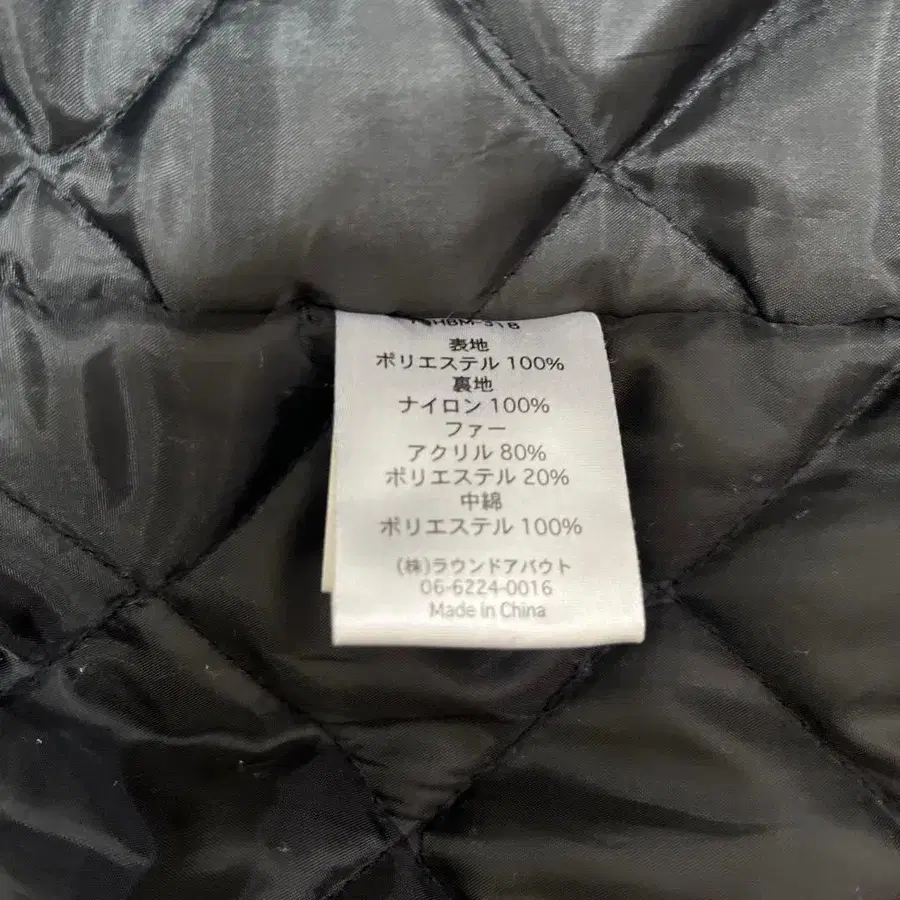 表地
ポリエステル 100%
裏地
ナイロン 100%
ファー
アクリル 80%
ポリエステル 20%
中綿
ポリエステル 100%
(株)ラウンドアバウト
06-6224-0016
Made in China